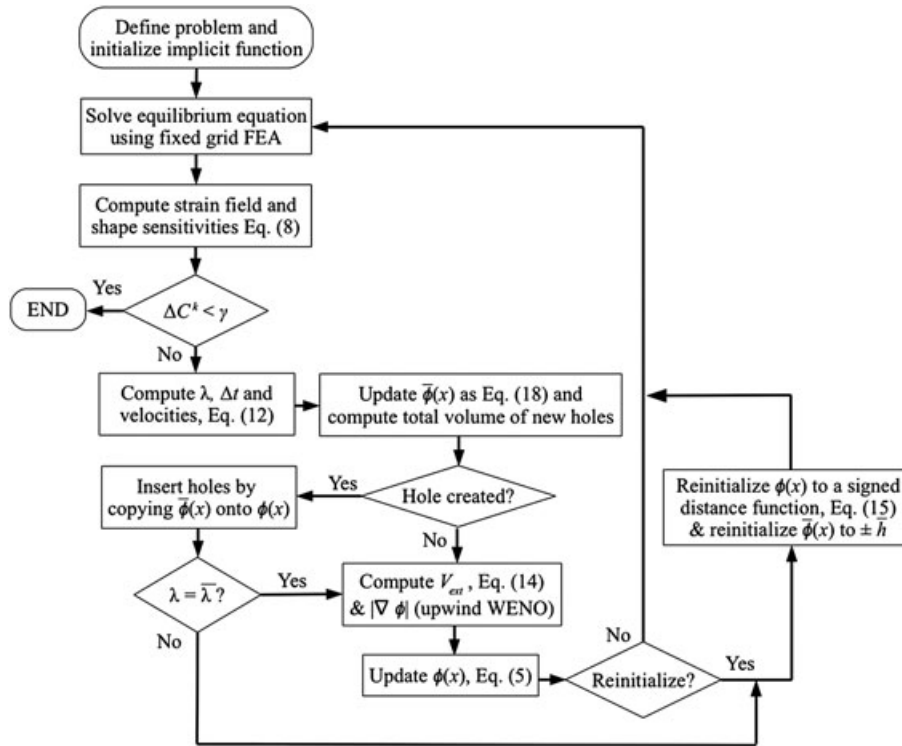 Define problem and
initialize implicit function
Solve equilibrium equation
using fixed grid FEA
Compute strain field and
shape sensitivities Eq. (8)
Yes
END
ΔCᵏ < γ
No
Compute λ, Δt and
velocities, Eq. (12)
Update ϕ̅(x) as Eq. (18) and
compute total volume of new holes
Insert holes by
copying ϕ̅(x) onto ϕ(x)
Yes
Hole created?
No
Reinitialize ϕ(x) to a signed
distance function, Eq. (15)
& reinitialize ϕ̅(x) to ± h̅
λ = λ̅ ?
Yes
No
Compute V_ext , Eq. (14)
& |∇ ϕ| (upwind WENO)
Update ϕ(x), Eq. (5)
No
Reinitialize?
Yes